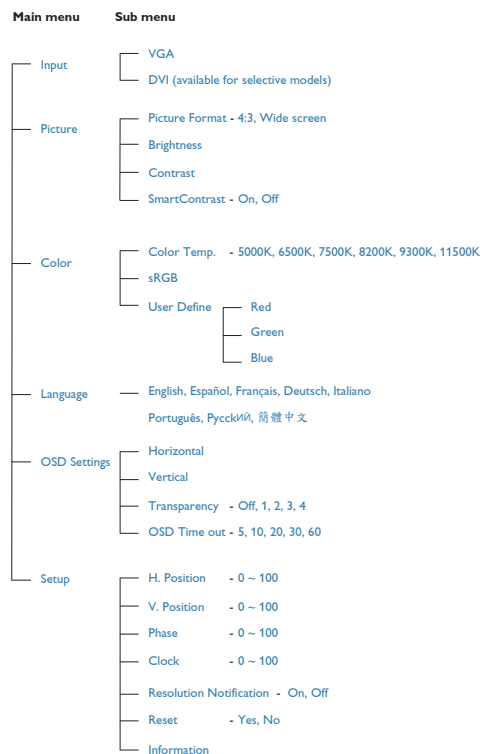 Main menu Sub menu
Input
VGA
DVI (available for selective models)
Picture
Picture Format - 4:3, Wide screen
Brightness
Contrast
SmartContrast - On, Off
Color
Color Temp. - 5000K, 6500K, 7500K, 8200K, 9300K, 11500K
sRGB
User Define
Red
Green
Blue
Language
English, Español, Français, Deutsch, Italiano
Português, РусскИЙ, 简體中文
OSD Settings
Horizontal
Vertical
Transparency - Off, 1, 2, 3, 4
OSD Time out - 5, 10, 20, 30, 60
Setup
H. Position - 0 ~ 100
V. Position - 0 ~ 100
Phase - 0 ~ 100
Clock - 0 ~ 100
Resolution Notification - On, Off
Reset - Yes, No
Information